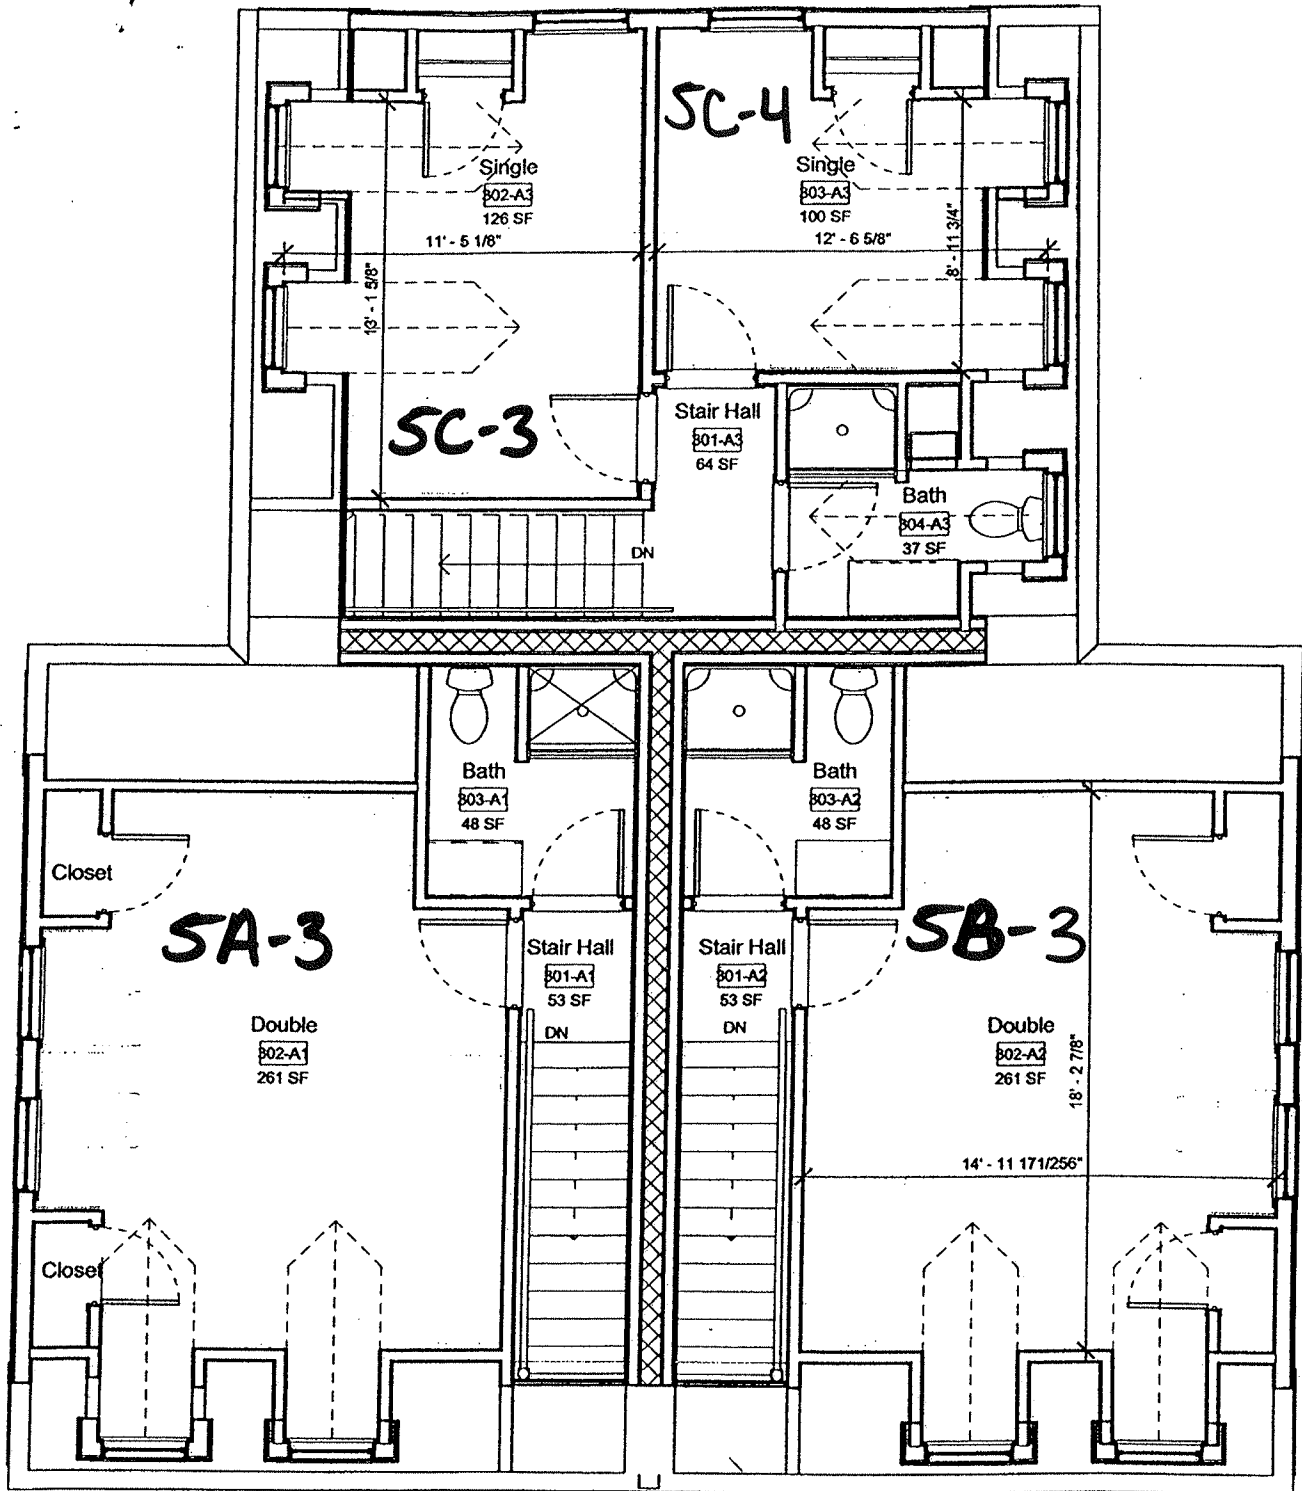 5C-4
Single
302-A3
126 SF
Single
303-A3
100 SF
11' - 5 1/8"
12' - 6 5/8"
8' - 11 3/4"
13' - 1 5/8"
5C-3
Stair Hall
301-A3
64 SF
Bath
304-A3
37 SF
DN
Bath
303-A1
48 SF
Bath
303-A2
48 SF
Closet
5A-3
5B-3
Stair Hall
301-A1
53 SF
Stair Hall
301-A2
53 SF
DN
DN
Double
302-A1
261 SF
Double
302-A2
261 SF
18' - 2 7/8"
14' - 11 171/256"
Closet